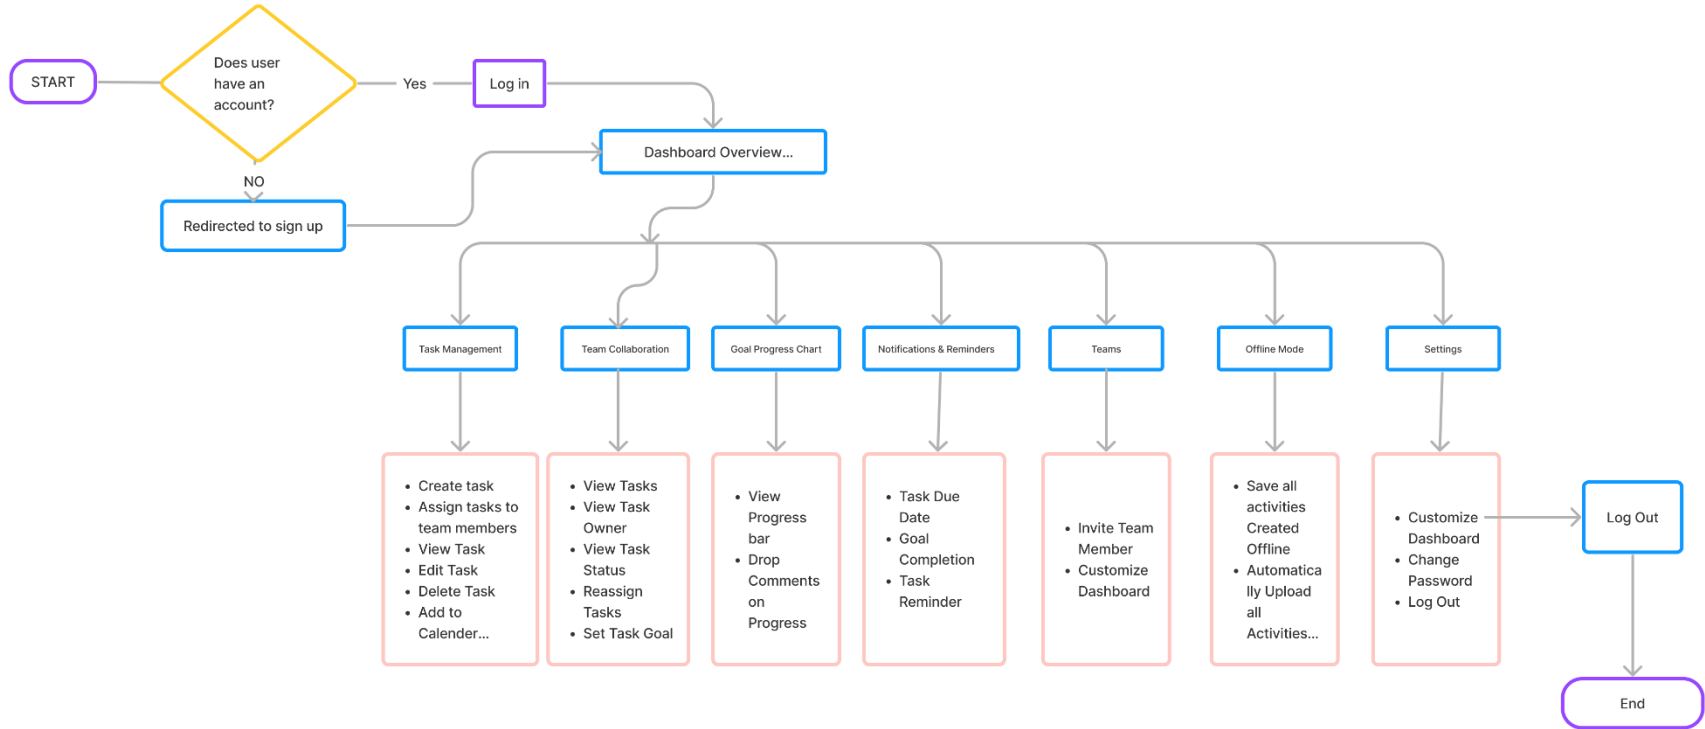 START
Does user
have an
account?
Yes
Log in
Dashboard Overview...
NO
Redirected to sign up
Task Management
Team Collaboration
Goal Progress Chart
Notifications & Reminders
Teams
Offline Mode
Settings
• Create task
• Assign tasks to
team members
• View Task
• Edit Task
• Delete Task
• Add to
Calender...
• View Tasks
• View Task
Owner
• View Task
Status
• Reassign
Tasks
• Set Task Goal
• View
Progress
bar
• Drop
Comments
on
Progress
• Task Due
Date
• Goal
Completion
• Task
Reminder
• Invite Team
Member
• Customize
Dashboard
• Save all
activities
Created
Offline
• Automatica
lly Upload
all
Activities...
• Customize
Dashboard
• Change
Password
• Log Out
Log Out
End